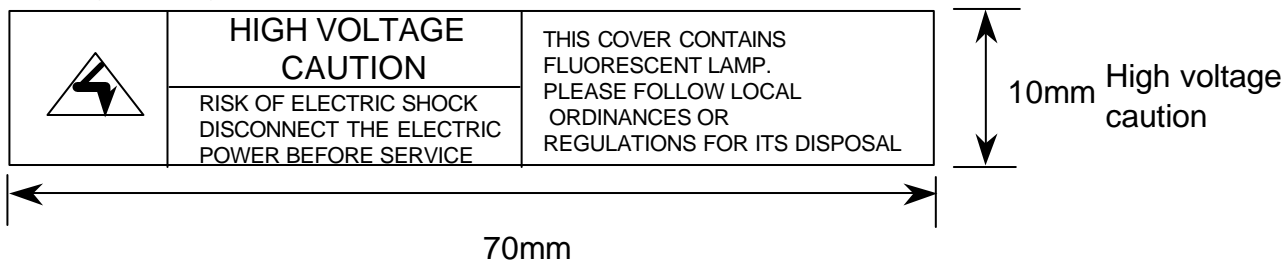 HIGH VOLTAGE
CAUTION
RISK OF ELECTRIC SHOCK
DISCONNECT THE ELECTRIC
POWER BEFORE SERVICE
THIS COVER CONTAINS
FLUORESCENT LAMP.
PLEASE FOLLOW LOCAL
ORDINANCES OR
REGULATIONS FOR ITS DISPOSAL
10mm
High voltage
caution
70mm